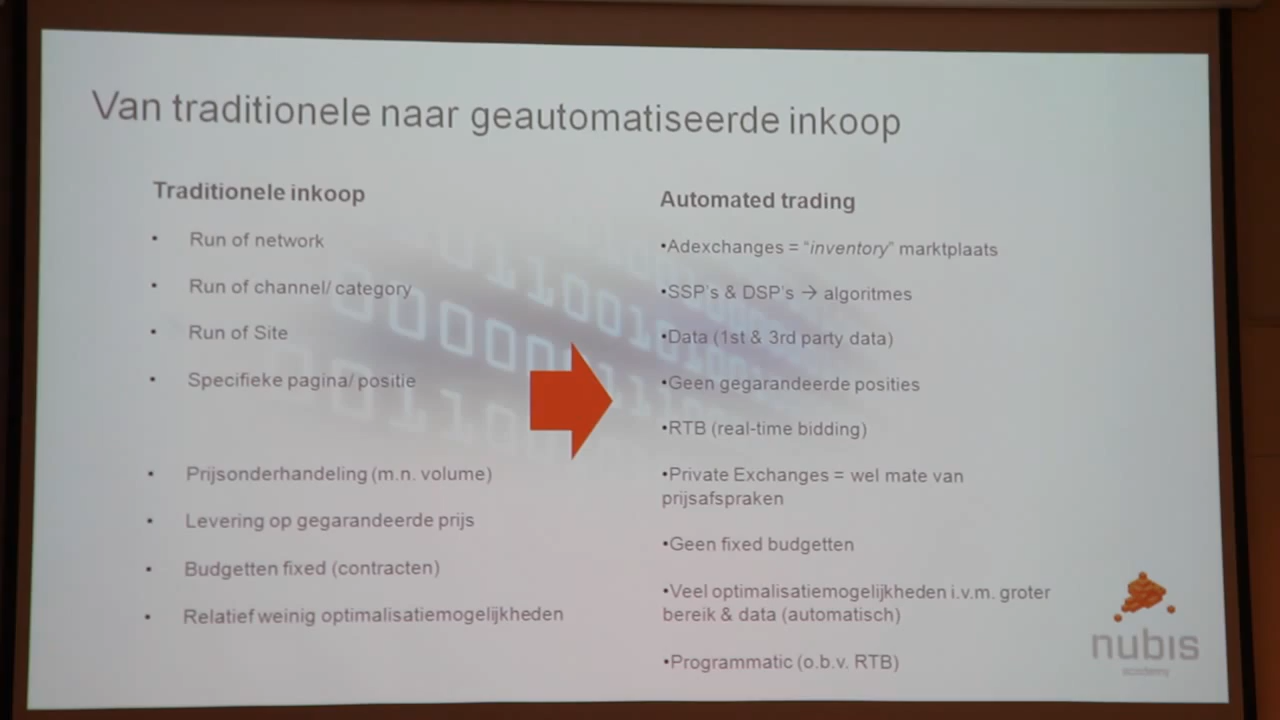 Van traditionele naar geautomatiseerde inkoop
Traditionele inkoop
• Run of network
• Run of channel/ category
• Run of Site
• Specifieke pagina/ positie
• Prijsonderhandeling (m.n. volume)
• Levering op gegarandeerde prijs
• Budgetten fixed (contracten)
• Relatief weinig optimalisatiemogelijkheden
Automated trading
•Adexchanges = “inventory” marktplaats
•SSP’s & DSP’s → algoritmes
•Data (1st & 3rd party data)
•Geen gegarandeerde posities
•RTB (real-time bidding)
•Private Exchanges = wel mate van
prijsafspraken
•Geen fixed budgetten
•Veel optimalisatiemogelijkheden i.v.m. groter
bereik & data (automatisch)
•Programmatic (o.b.v. RTB)
nubis
academy